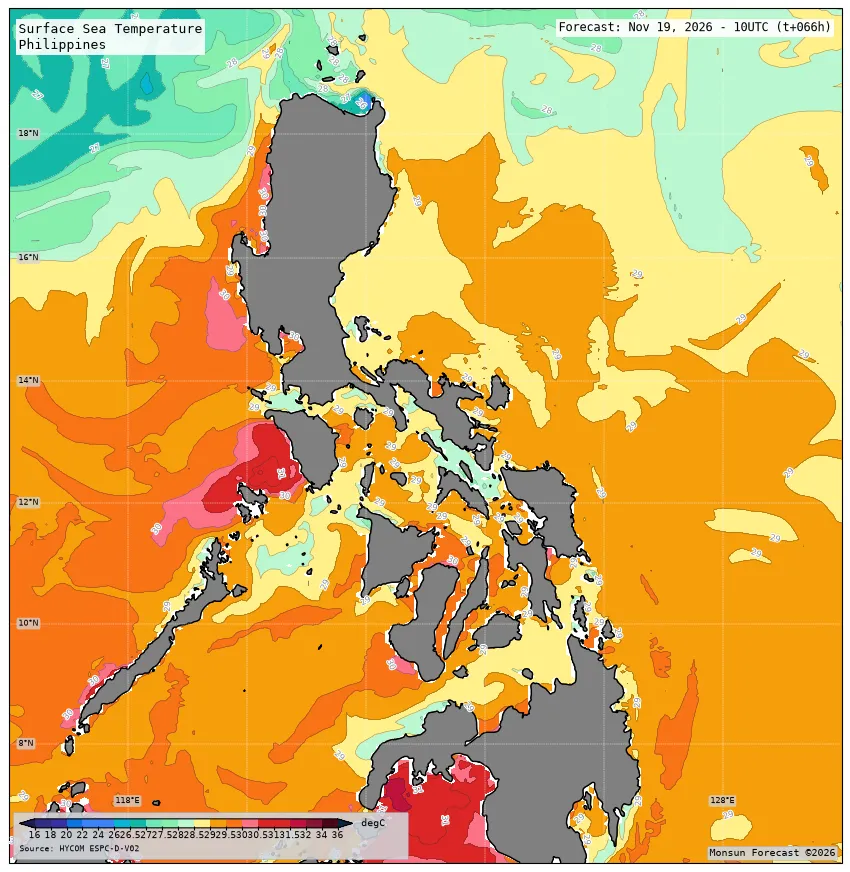 Surface Sea Temperature
Philippines
Forecast: Nov 19, 2026 - 10UTC (t+066h)
18°N
16°N
14°N
12°N
10°N
8°N
118°E
128°E
16 18 20 22 24 26 26.5 27 27.5 28 28.5 29 29.5 30 30.5 31 31.5 32 33 34 36 degC
Source: HYCOM ESPC-D-V02
Monsun Forecast ©2026